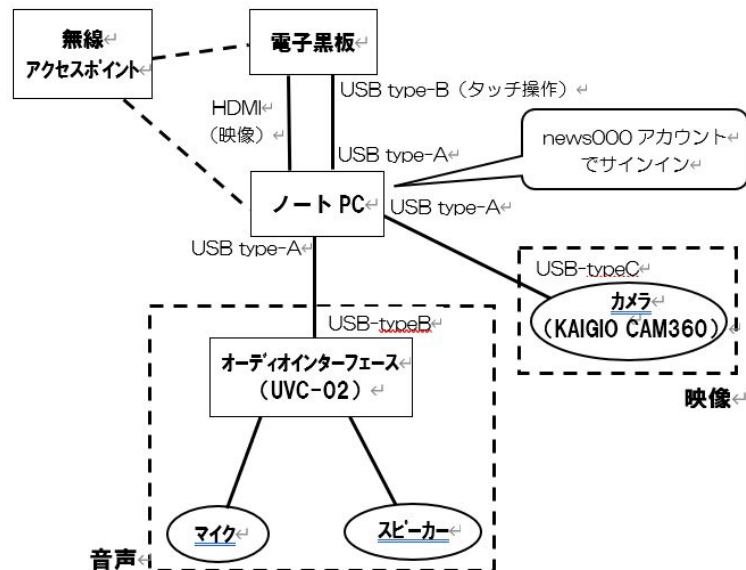 無線
アクセスポイント
電子黒板
HDMI
（映像）
USB type-B（タッチ操作）
USB type-A
news000 アカウント
でサインイン
ノート PC
USB type-A
USB type-A
USB-typeC
カメラ
（KAIGIO CAM360）
映像
USB-typeB
オーディオインターフェース
（UVC-02）
マイク
スピーカー
音声